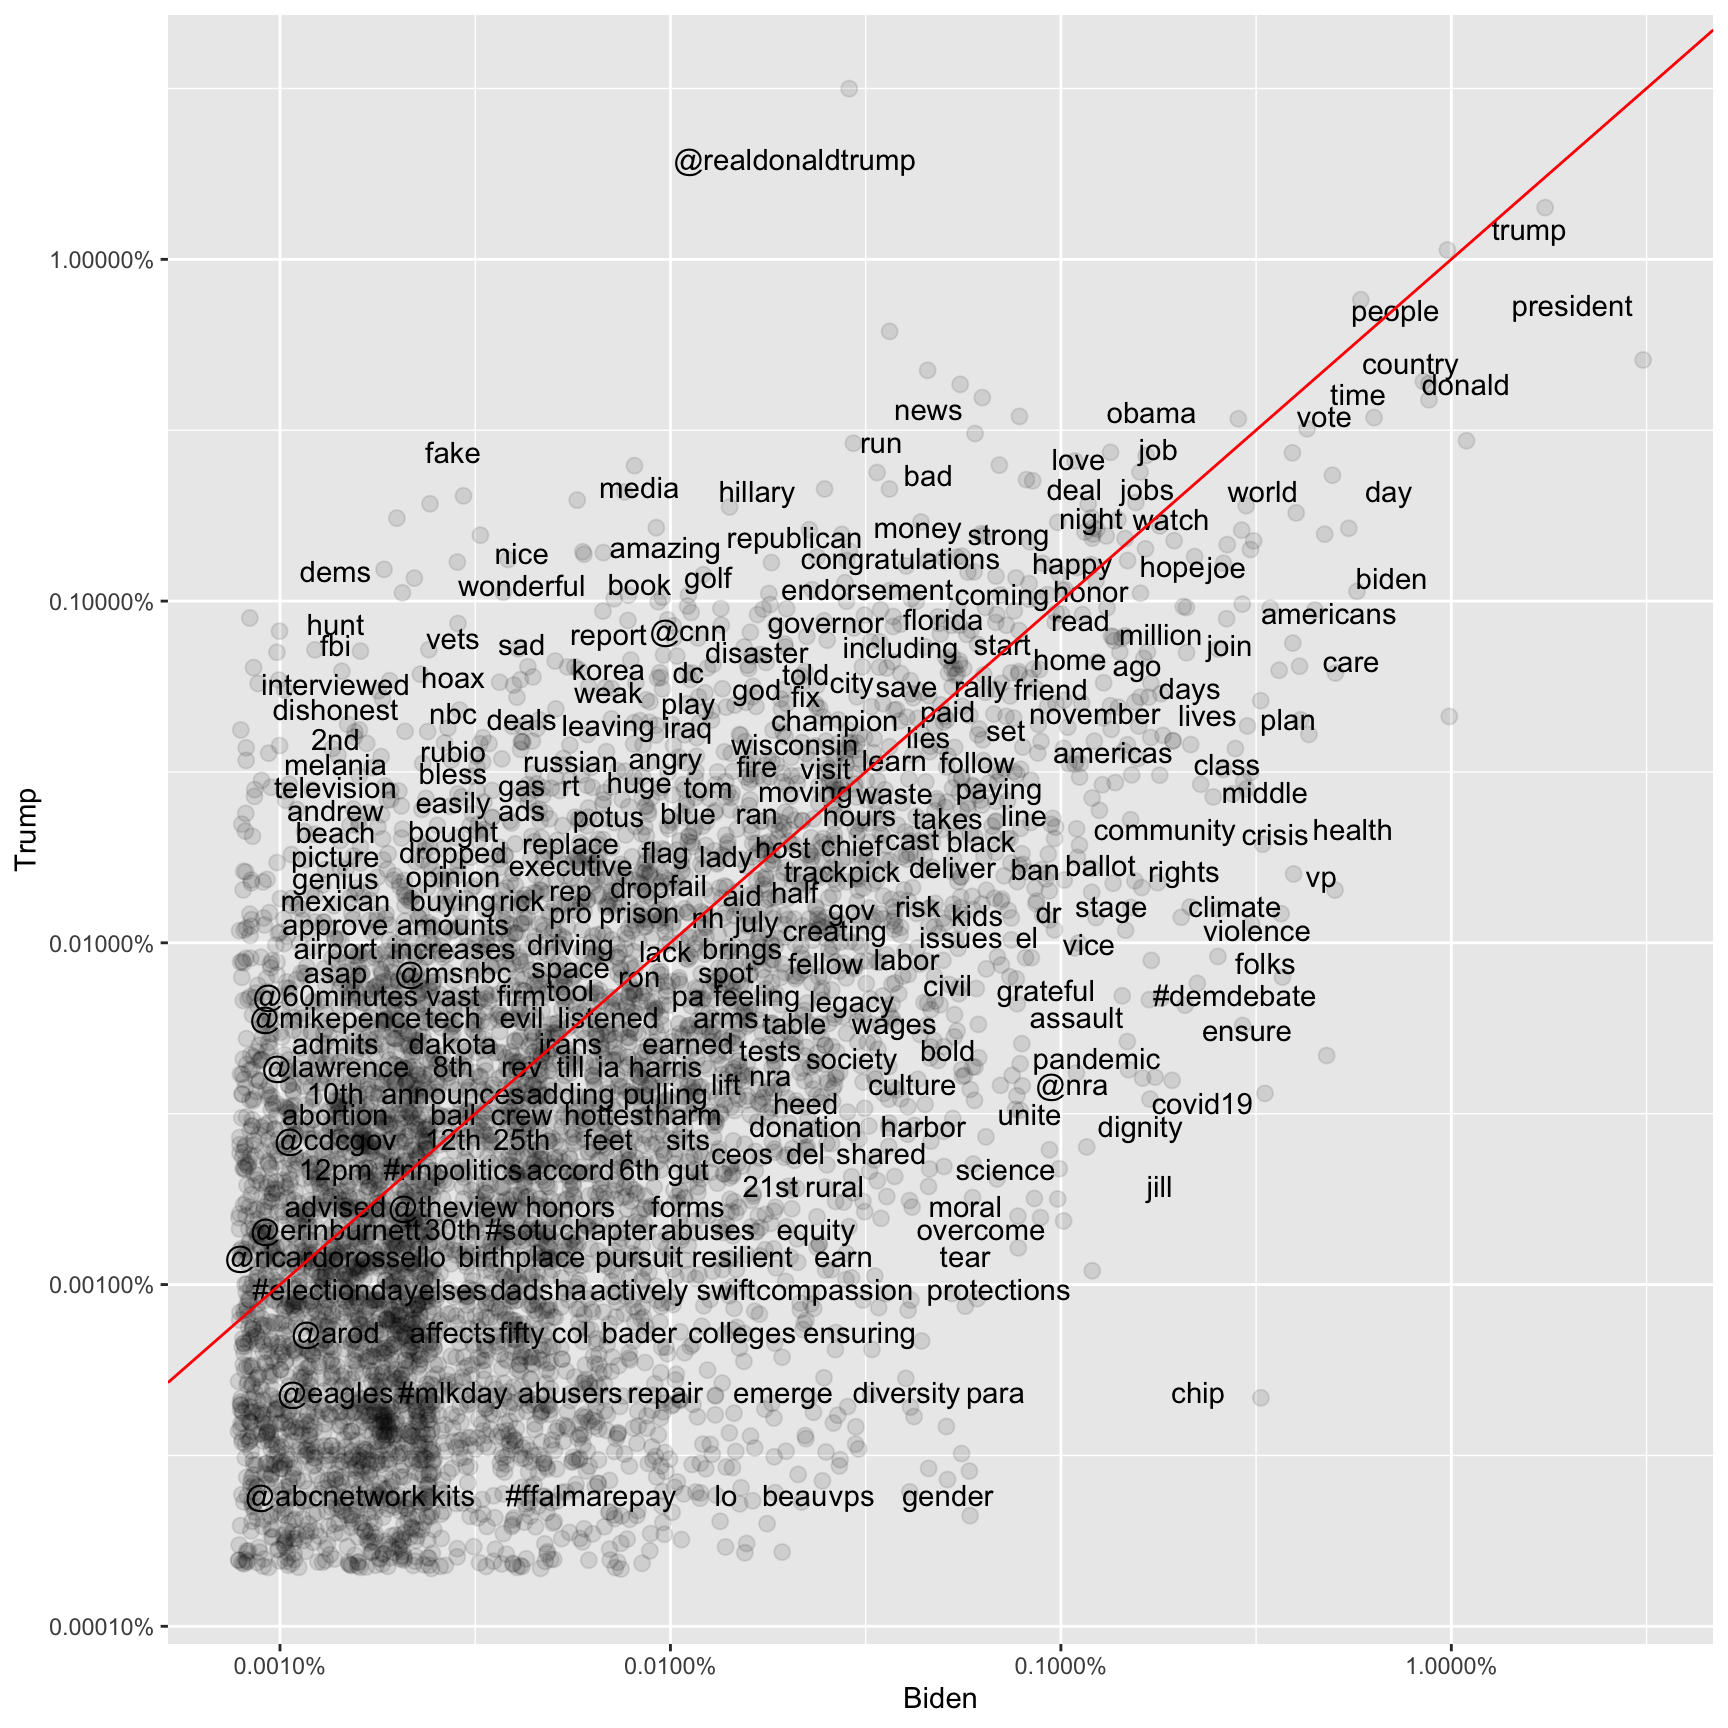 @realdonaldtrump
trump
1.00000%
people president
country
donald
time
news obama vote
run job
fake love
bad
media hillary deal jobs world day
night watch
money strong
republican
nice amazing congratulations
happy hope joe
dems golf biden
wonderful book endorsement coming honor
0.10000%
americans
hunt governor florida read
fbi vets sad report @cnn million
including start join
disaster home ago care
korea dc told
interviewed hoax weak god fix city save rally friend days
dishonest nbc deals play champion paid november lives plan
leaving iraq set
2nd wisconsin lies
rubio americas
melania russian angry fire visit learn follow class
bless
television gas rt huge tom moving waste paying middle
andrew easily ads potus blue ran hours takes line
beach bought community crisis health
replace flag lady host chief cast black
picture dropped executive trackpick deliver ban ballot rights vp
genius opinion rep dropfail aid half
mexican buying rick pro prison nh july gov risk kids dr stage climate
approve amounts creating issues el violence
airport increases driving lack brings vice
asap @msnbc space ron spot fellow labor folks
@60minutes vast firm tool pa feeling legacy civil grateful #demdebate
@mikepence tech evil listened arms table wages assault ensure
admits dakota irans earned tests society bold pandemic
@lawrence 8th rev till ia harris lift nra culture @nra
10th announces adding pulling heed covid19
abortion ball crew hottest harm unite
@cdcgov 12th 25th feet sits donation harbor dignity
ceos del shared
12pm #nhpolitics accord 6th gut science
21st rural jill
advised @theview honors forms moral
@erinburnett 30th #sotu chapter abuses equity overcome
@ricardorossello birthplace pursuit resilient earn tear
0.01000%
0.00100%
#electionday elses dadsha actively swift compassion protections
@arod affects fifty col bader colleges ensuring
@eagles #mlkday abusers repair emerge diversity para chip
@abcnetwork kits #ffalmarepay lo beauvps gender
0.00010%
0.0010% 0.0100% 0.1000% 1.0000%
Biden
Trump